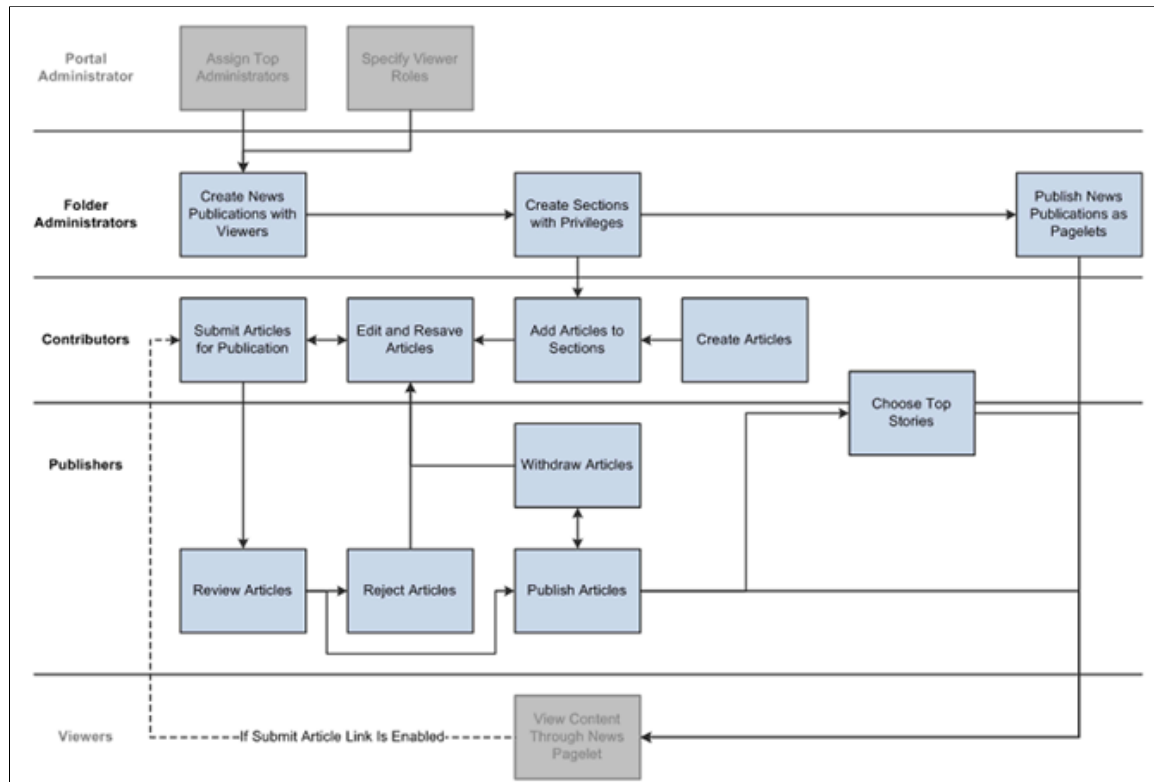 Portal
Administrator
Assign Top
Administrators
Specify Viewer
Roles
Folder
Administrators
Create News
Publications with
Viewers
Create Sections
with Privileges
Publish News
Publications as
Pagelets
Contributors
Submit Articles
for Publication
Edit and Resave
Articles
Add Articles to
Sections
Create Articles
Choose Top
Stories
Publishers
Withdraw Articles
Review Articles
Reject Articles
Publish Articles
Viewers
If Submit Article Link Is Enabled
View Content
Through News
Pagelet